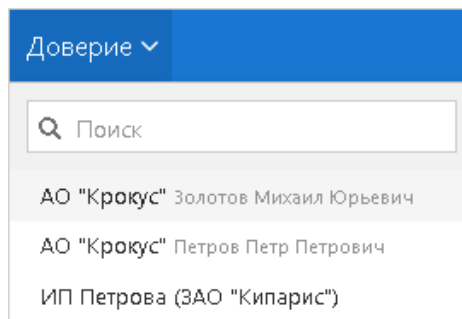 Доверие
Поиск
АО "Крокус" Золотов Михаил Юрьевич
АО "Крокус" Петров Петр Петрович
ИП Петрова (ЗАО "Кипарис")